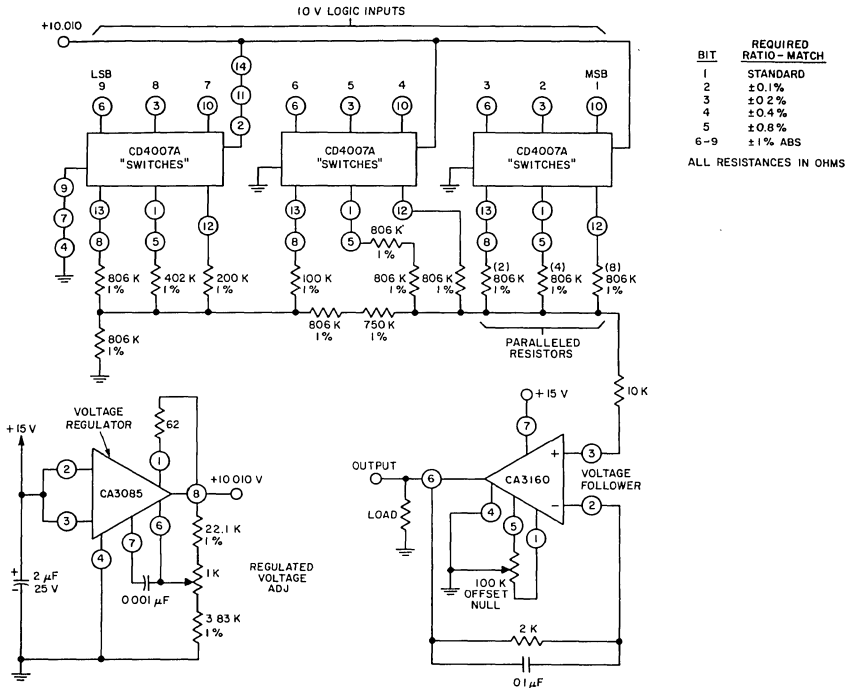 10 V LOGIC INPUTS
+10.010
LSB
9 8 7
6 3 10
14
11
2
6 5 4
6 3 10
MSB
3 2 1
6 3 10
CD4007A
"SWITCHES"
CD4007A
"SWITCHES"
CD4007A
"SWITCHES"
9
7
4
13 1 12
8 5
13 1 12
8 5
13 1 12
8 5
806 K
1%
402 K
1%
200 K
1%
100 K
1%
806 K
1%
806 K
1%
806 K
1%
(2)
806 K
1%
(4)
806 K
1%
(8)
806 K
1%
806 K
1%
806 K
1%
750 K
1%
PARALLELED
RESISTORS
BIT REQUIRED
RATIO-MATCH
1 STANDARD
2 ±0.1%
3 ±0.2%
4 ±0.4%
5 ±0.8%
6-9 ±1% ABS
ALL RESISTANCES IN OHMS
+15 V
VOLTAGE
REGULATOR
62
2
3
CA3085
1
8
+10 010 V
6
7
4
22.1 K
1%
1K
0 001 µF
3 83 K
1%
REGULATED
VOLTAGE
ADJ
+
-
2 µF
25 V
10 K
+15 V
7
OUTPUT
6
CA3160
+
-
3
VOLTAGE
FOLLOWER
2
LOAD
4
5
1
100 K
OFFSET
NULL
2 K
01 µF